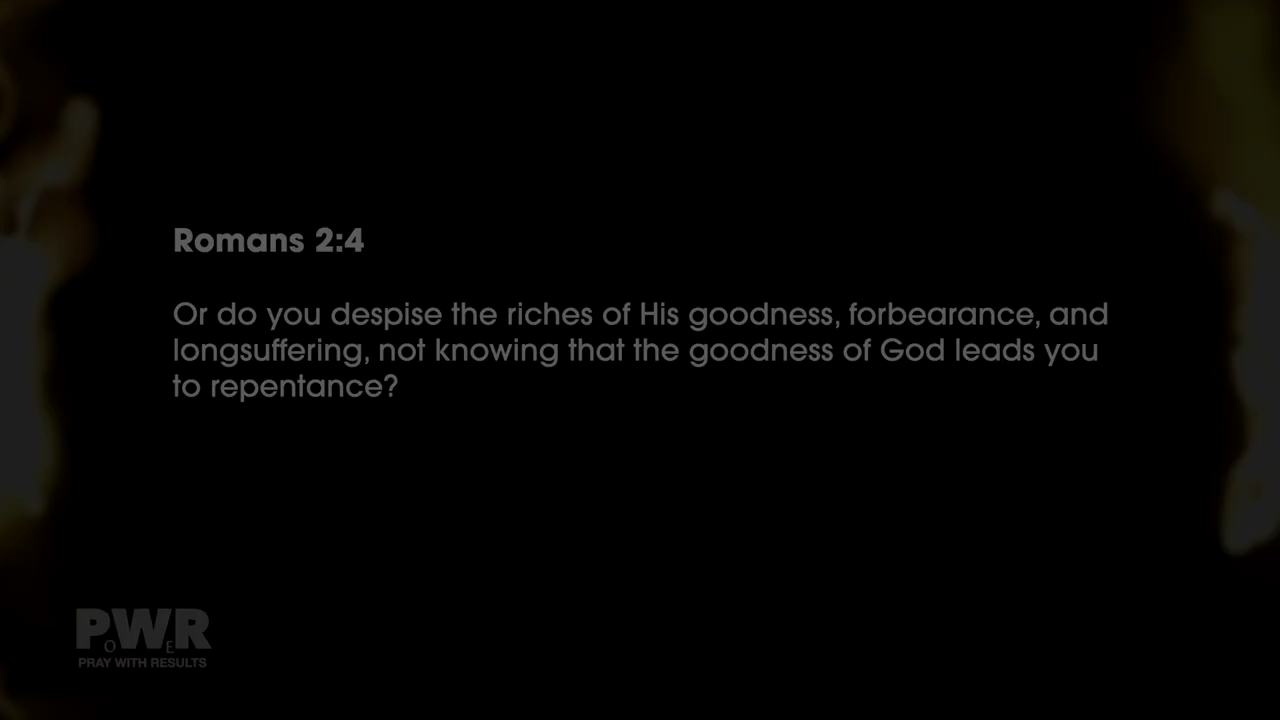 Romans 2:4
Or do you despise the riches of His goodness, forbearance, and
longsuffering, not knowing that the goodness of God leads you
to repentance?
PoWER
PRAY WITH RESULTS